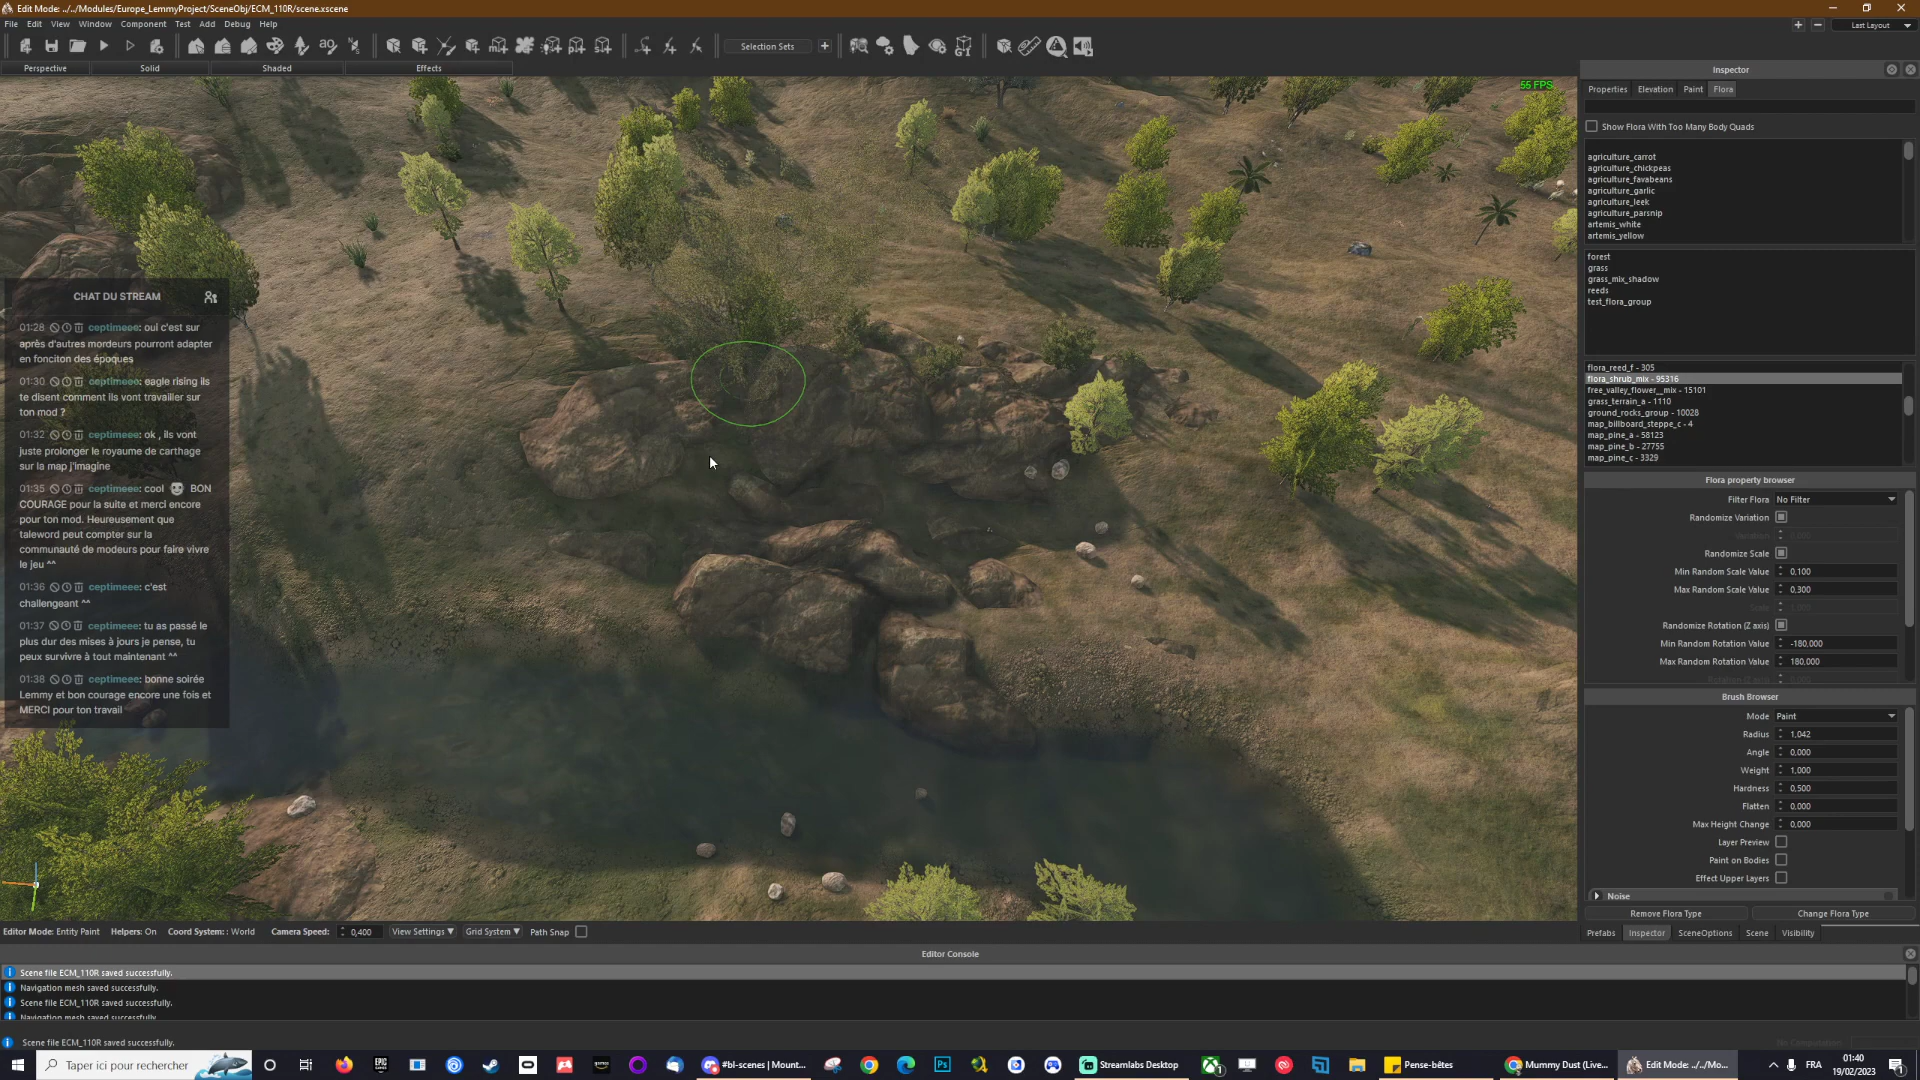 Edit Mode: ../../Modules/Europe_LemmyProject/SceneObj/ECM_110R/scene.xscene
File Edit View Window Component Test Add Debug Help
Last Layout
Selection Sets
Perspective Solid Shaded Effects
55 FPS
Inspector
Properties Elevation Paint Flora
Show Flora With Too Many Body Quads
agriculture_carrot
agriculture_chickpeas
agriculture_favabeans
agriculture_garlic
agriculture_leek
agriculture_parsnip
artemis_white
artemis_yellow
forest
grass
grass_mix_shadow
reeds
test_flora_group
flora_reed_f - 305
flora_shrub_mix - 95316
free_valley_flower__mix - 15101
grass_terrain_a - 1110
ground_rocks_group - 10028
map_billboard_steppe_c - 4
map_pine_a - 58123
map_pine_b - 27755
map_pine_c - 3329
Flora property browser
Filter Flora No Filter
Randomize Variation
Randomize Scale
Min Random Scale Value 0,100
Max Random Scale Value 0,300
Randomize Rotation (Z axis)
Min Random Rotation Value -180,000
Max Random Rotation Value 180,000
Brush Browser
Mode Paint
Radius 1,042
Angle 0,000
Weight 1,000
Hardness 0,500
Flatten 0,000
Max Height Change 0,000
Layer Preview
Paint on Bodies
Effect Upper Layers
Noise
Remove Flora Type Change Flora Type
Prefabs Inspector SceneOptions Scene Visibility
CHAT DU STREAM
01:28 ceptimeee: oui c'est sur
après d'autres mordeurs pourront adapter
en fonciton des époques
01:30 ceptimeee: eagle rising ils
te disent comment ils vont travailler sur
ton mod ?
01:32 ceptimeee: ok , ils vont
juste prolonger le royaume de carthage
sur la map j'imagine
01:35 ceptimeee: cool BON
COURAGE pour la suite et merci encore
pour ton mod. Heureusement que
taleword peut compter sur la
communauté de modeurs pour faire vivre
le jeu ^^
01:36 ceptimeee: c'est
challengeant ^^
01:37 ceptimeee: tu as passé le
plus dur des mises à jours je pense, tu
peux survivre à tout maintenant ^^
01:38 ceptimeee: bonne soirée
Lemmy et bon courage encore une fois et
MERCI pour ton travail
Editor Mode: Entity Paint Helpers: On Coord System: : World Camera Speed: 0,400 View Settings Grid System Path Snap
Editor Console
Scene file ECM_110R saved successfully.
Navigation mesh saved successfully.
Scene file ECM_110R saved successfully.
Navigation mesh saved successfully.
Scene file ECM_110R saved successfully.
No Computation
Taper ici pour rechercher
#bl-scenes | Mount...
Streamlabs Desktop
Pense-bêtes
Mummy Dust (Live...
Edit Mode: ../../Mo...
FRA
01:40
19/02/2023